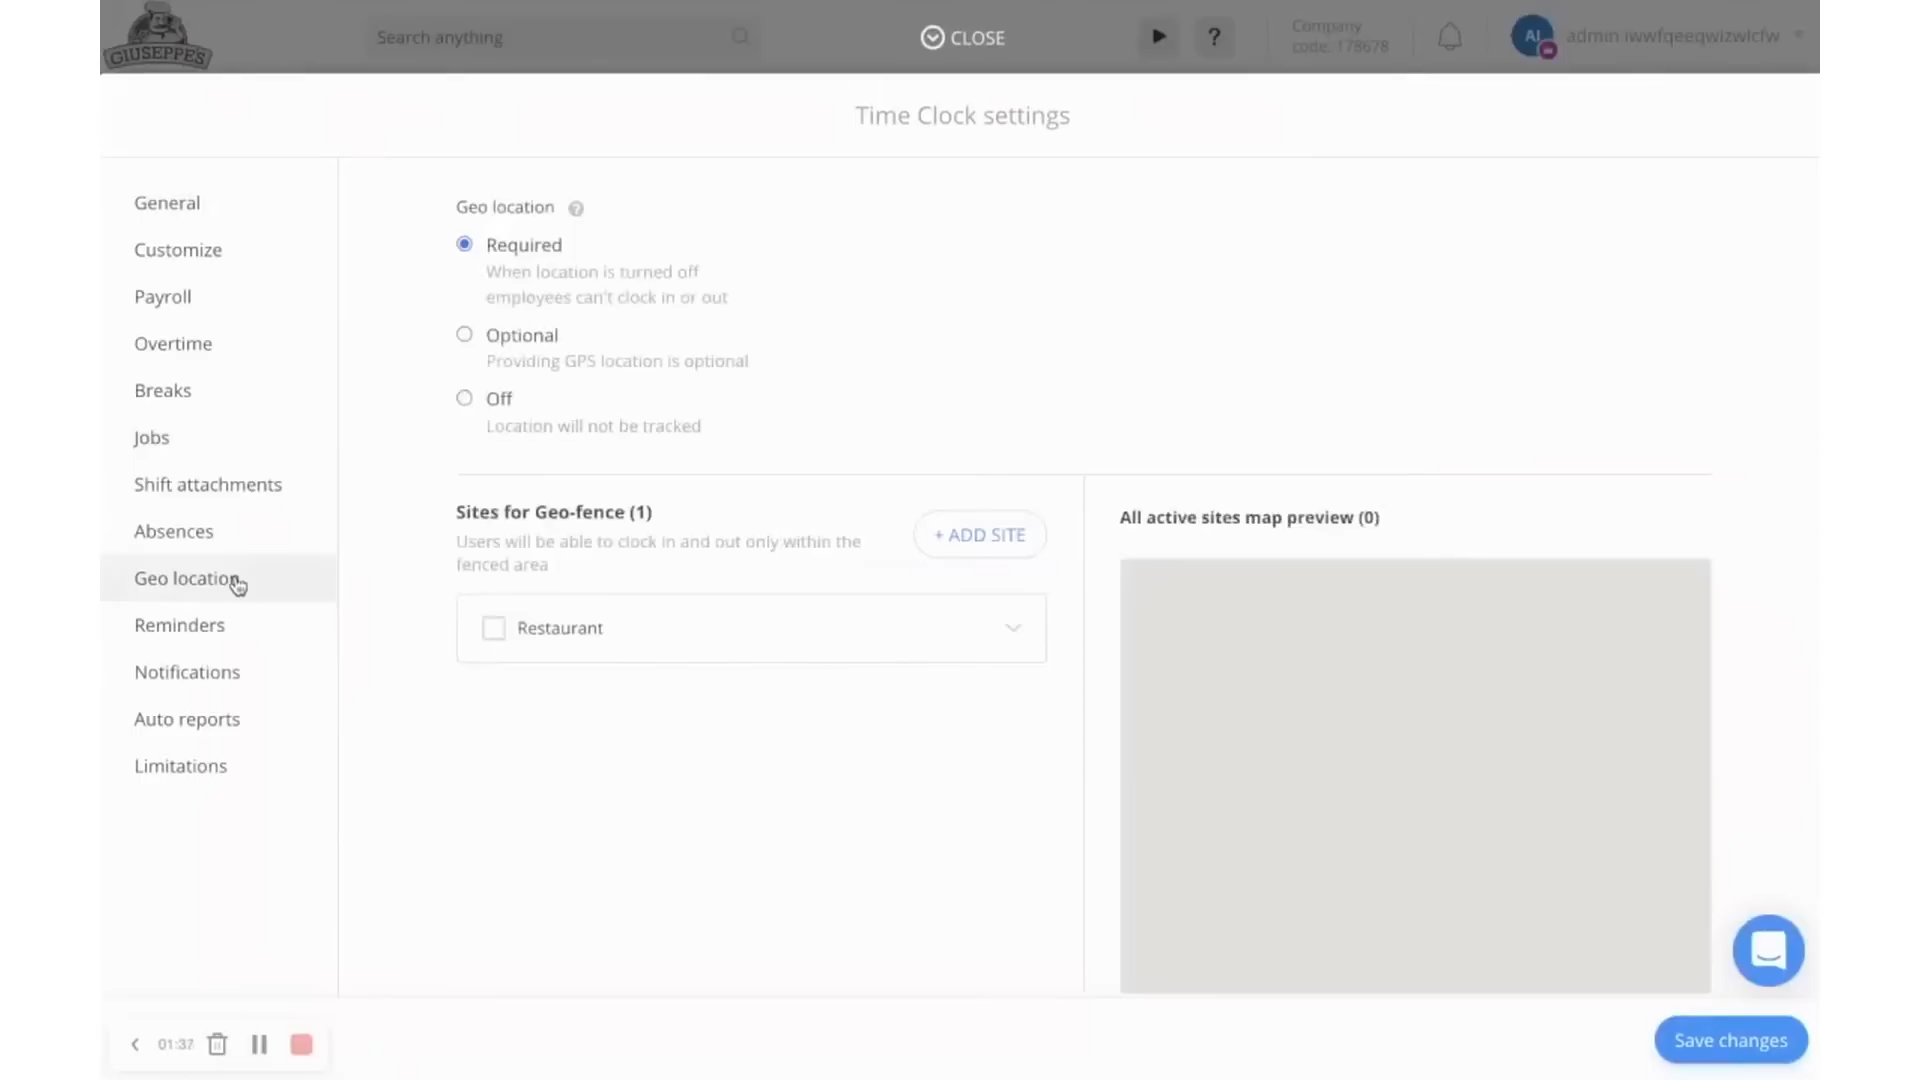 GIUSEPPE'S
Search anything
CLOSE
?
Company
code: 178678
AI
admin iwwfqeeqwizwlcfw
Time Clock settings
General
Customize
Payroll
Overtime
Breaks
Jobs
Shift attachments
Absences
Geo location
Reminders
Notifications
Auto reports
Limitations
Geo location ?
Required
When location is turned off
employees can't clock in or out
Optional
Providing GPS location is optional
Off
Location will not be tracked
Sites for Geo-fence (1)
Users will be able to clock in and out only within the
fenced area
+ ADD SITE
Restaurant
All active sites map preview (0)
01:37
Save changes